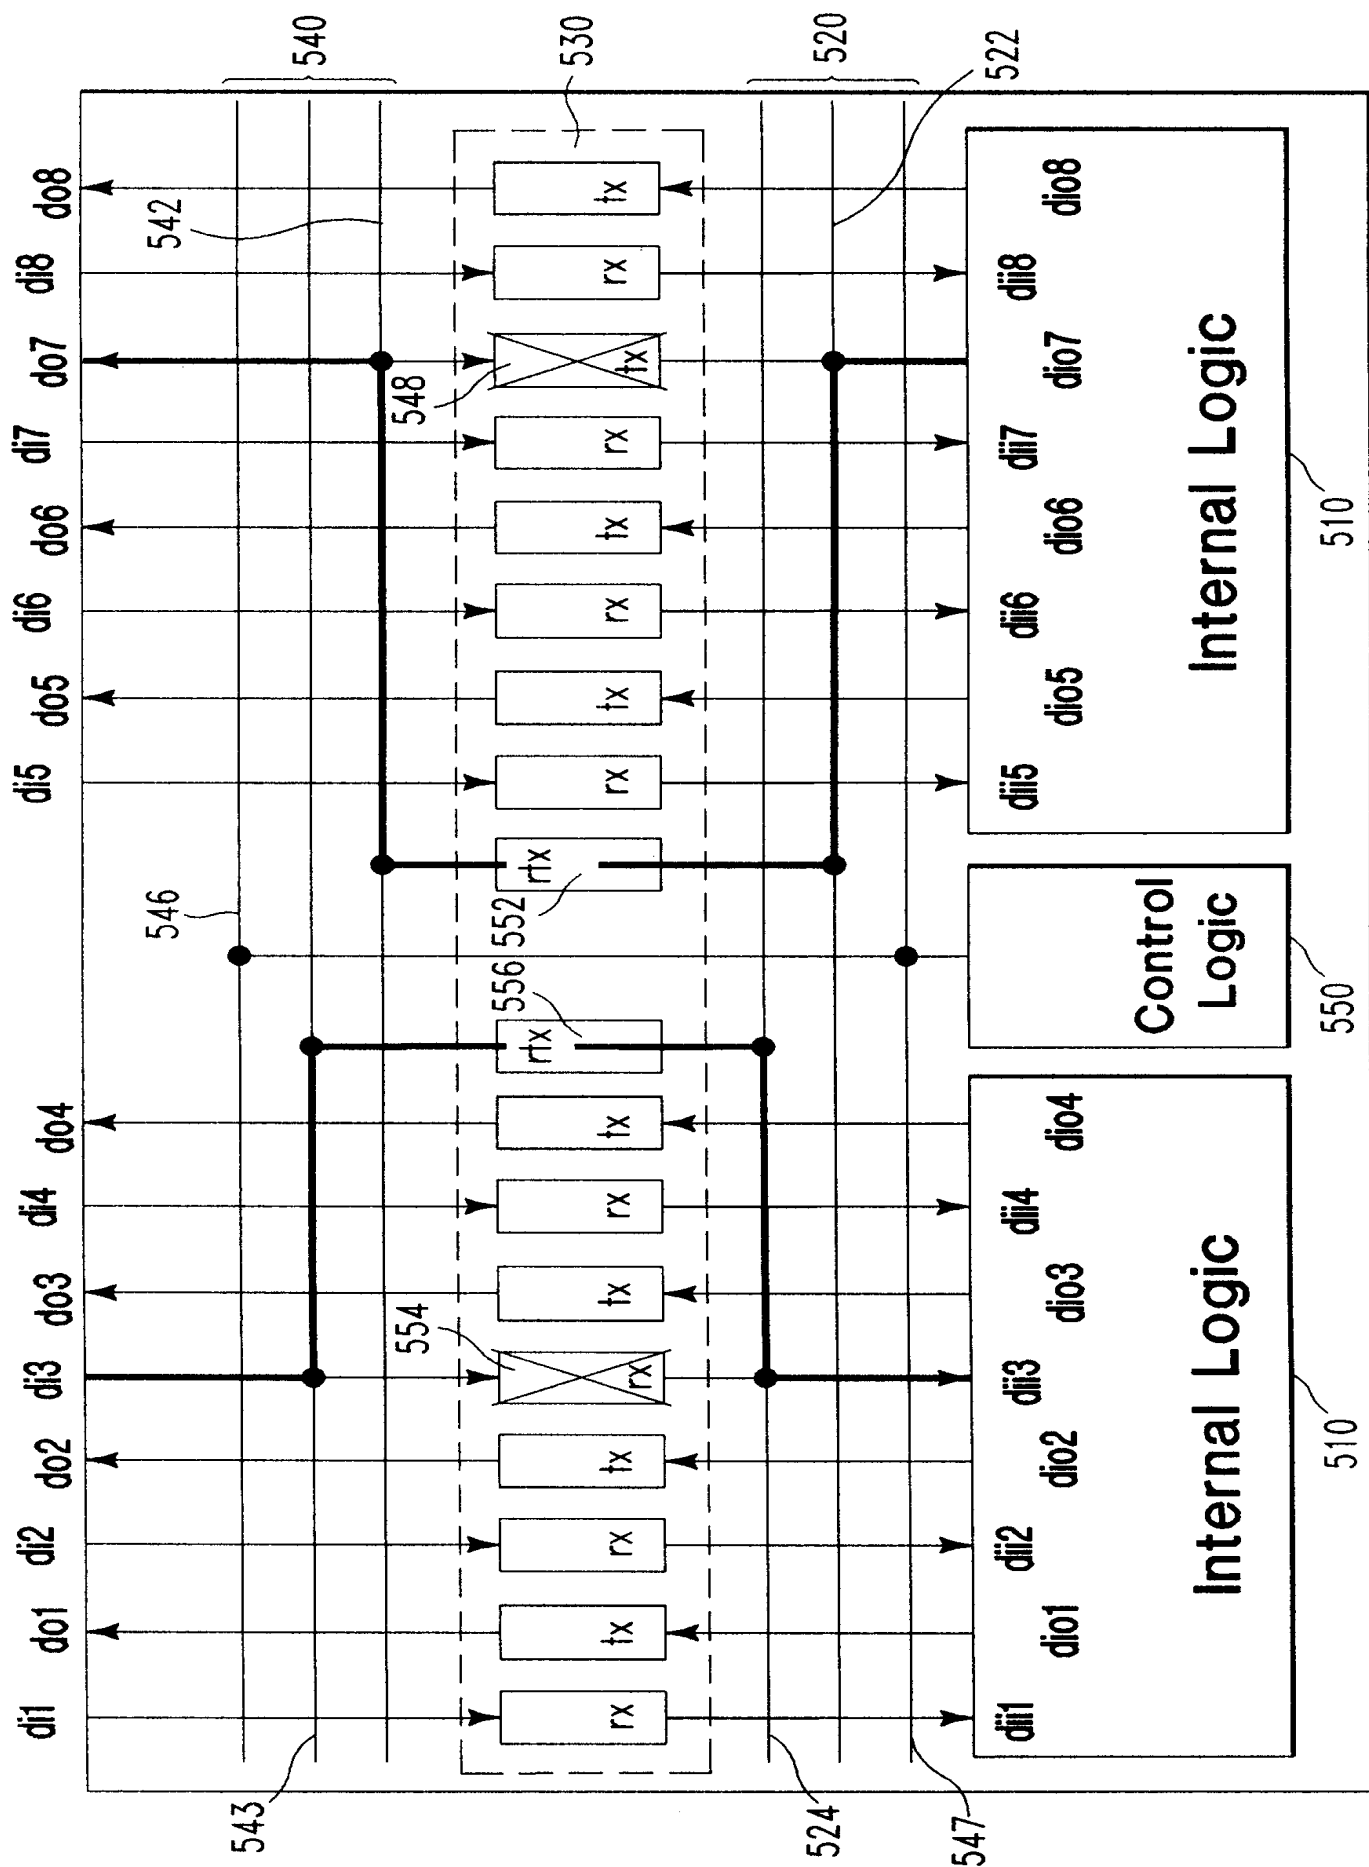 di1 do1 di2 do2 di3 do3 di4 do4 di5 do5 di6 do6 di7 do7 di8 do8
540
546
542
543
530
rx tx rx tx rx tx rx tx rtx rtx rx tx rx tx rx tx rx tx
554
556
552
548
520
524
522
547
dii1 dio1 dii2 dio2 dii3 dio3 dii4 dio4
Internal Logic
510
Control
Logic
550
dii5 dio5 dii6 dio6 dii7 dio7 dii8 dio8
Internal Logic
510